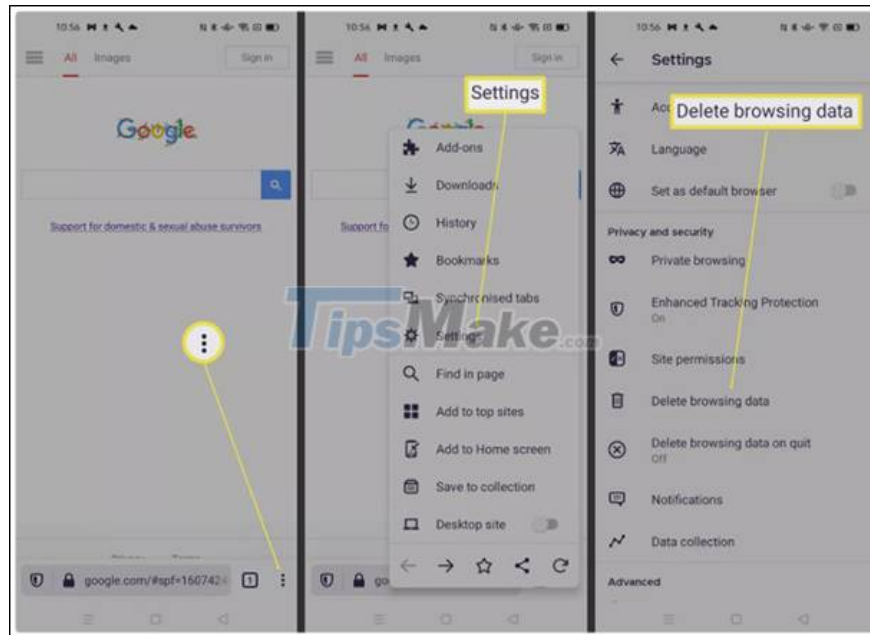 10:56
All Images Sign in
Google
Support for domestic & sexual abuse survivors
google.com/#spf=1607424
1
10:56
All Images Sign in
Settings
Add-ons
Downloads
History
Support fo
Bookmarks
Synchronised tabs
Settings
Find in page
Add to top sites
Add to Home screen
Save to collection
Desktop site
go
10:56
Settings
Delete browsing data
Acc
Language
Set as default browser
Privacy and security
Private browsing
Enhanced Tracking Protection
On
Site permissions
Delete browsing data
Delete browsing data on quit
Off
Notifications
Data collection
Advanced
TipsMake.com